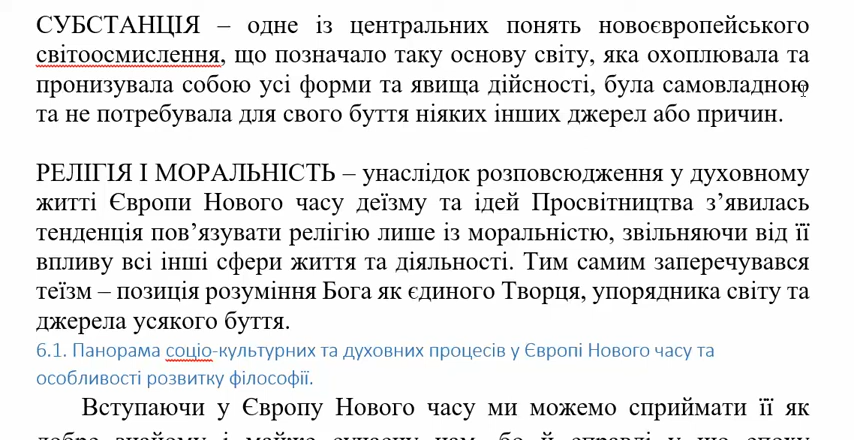 СУБСТАНЦІЯ – одне із центральних понять новоєвропейського
світоосмислення, що позначало таку основу світу, яка охоплювала та
пронизувала собою усі форми та явища дійсності, була самовладною
та не потребувала для свого буття ніяких інших джерел або причин.
РЕЛІГІЯ І МОРАЛЬНІСТЬ – унаслідок розповсюдження у духовному
житті Європи Нового часу деїзму та ідей Просвітництва з’явилась
тенденція пов’язувати релігію лише із моральністю, звільняючи від її
впливу всі інші сфери життя та діяльності. Тим самим заперечувався
теїзм – позиція розуміння Бога як єдиного Творця, упорядника світу та
джерела усякого буття.
6.1. Панорама соціо-культурних та духовних процесів у Європі Нового часу та
особливості розвитку філософії.
Вступаючи у Європу Нового часу ми можемо сприймати її як